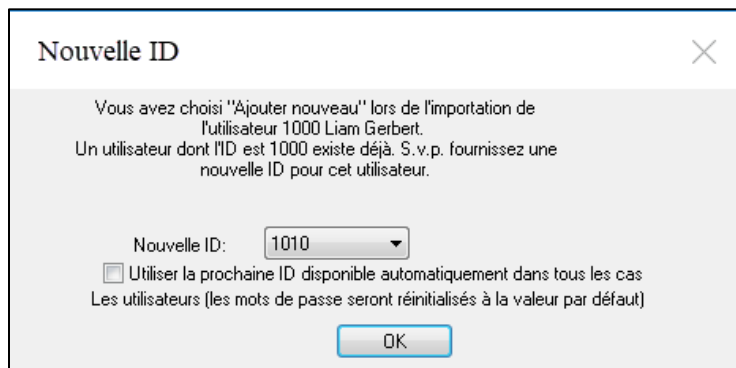 Nouvelle ID
Vous avez choisi "Ajouter nouveau" lors de l'importation de
l'utilisateur 1000 Liam Gerbert.
Un utilisateur dont l'ID est 1000 existe déjà. S.v.p. fournissez une
nouvelle ID pour cet utilisateur.
Nouvelle ID: 1010
Utiliser la prochaine ID disponible automatiquement dans tous les cas
Les utilisateurs (les mots de passe seront réinitialisés à la valeur par défaut)
OK